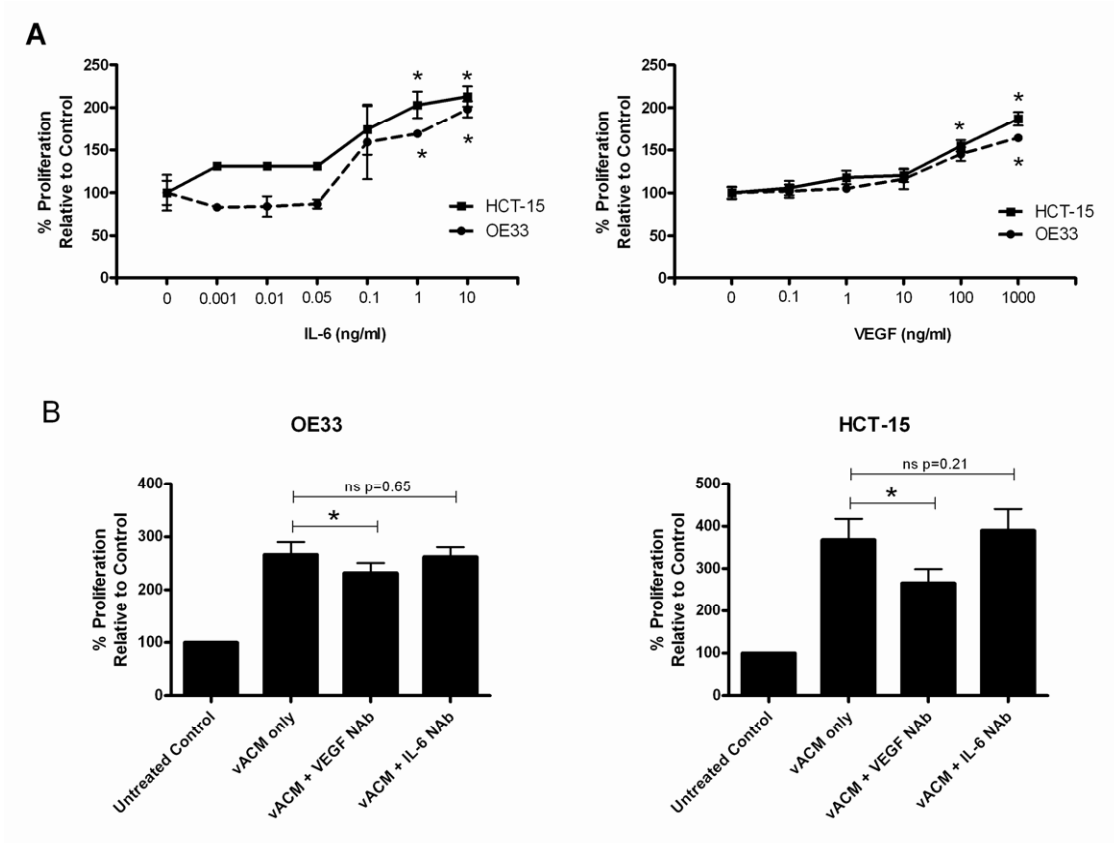 A
% Proliferation
Relative to Control
250
200
150
100
50
0
* *
* *
HCT-15
OE33
0 0.001 0.01 0.05 0.1 1 10
IL-6 (ng/ml)
% Proliferation
Relative to Control
250
200
150
100
50
0
* *
*
HCT-15
OE33
0 0.1 1 10 100 1000
VEGF (ng/ml)
B
OE33
% Proliferation
Relative to Control
400
300
200
100
0
ns p=0.65
*
Untreated Control
vACM only
vACM + VEGF NAb
vACM + IL-6 NAb
HCT-15
% Proliferation
Relative to Control
500
400
300
200
100
0
ns p=0.21
*
Untreated Control
vACM only
vACM + VEGF NAb
vACM + IL-6 NAb